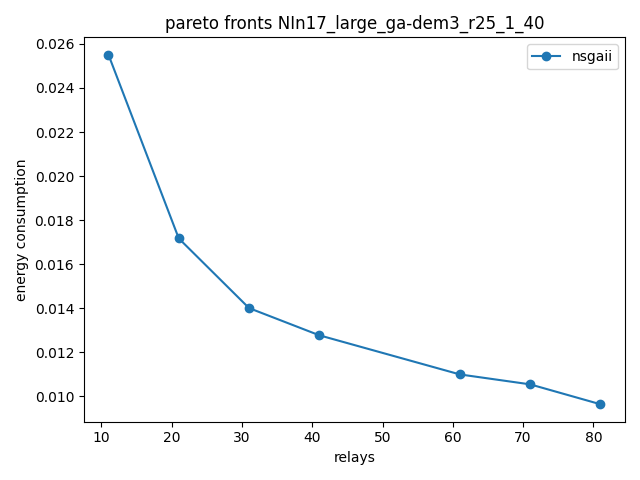 pareto fronts NIn17_large_ga-dem3_r25_1_40
nsgaii
energy consumption
0.026
0.024
0.022
0.020
0.018
0.016
0.014
0.012
0.010
10 20 30 40 50 60 70 80
relays